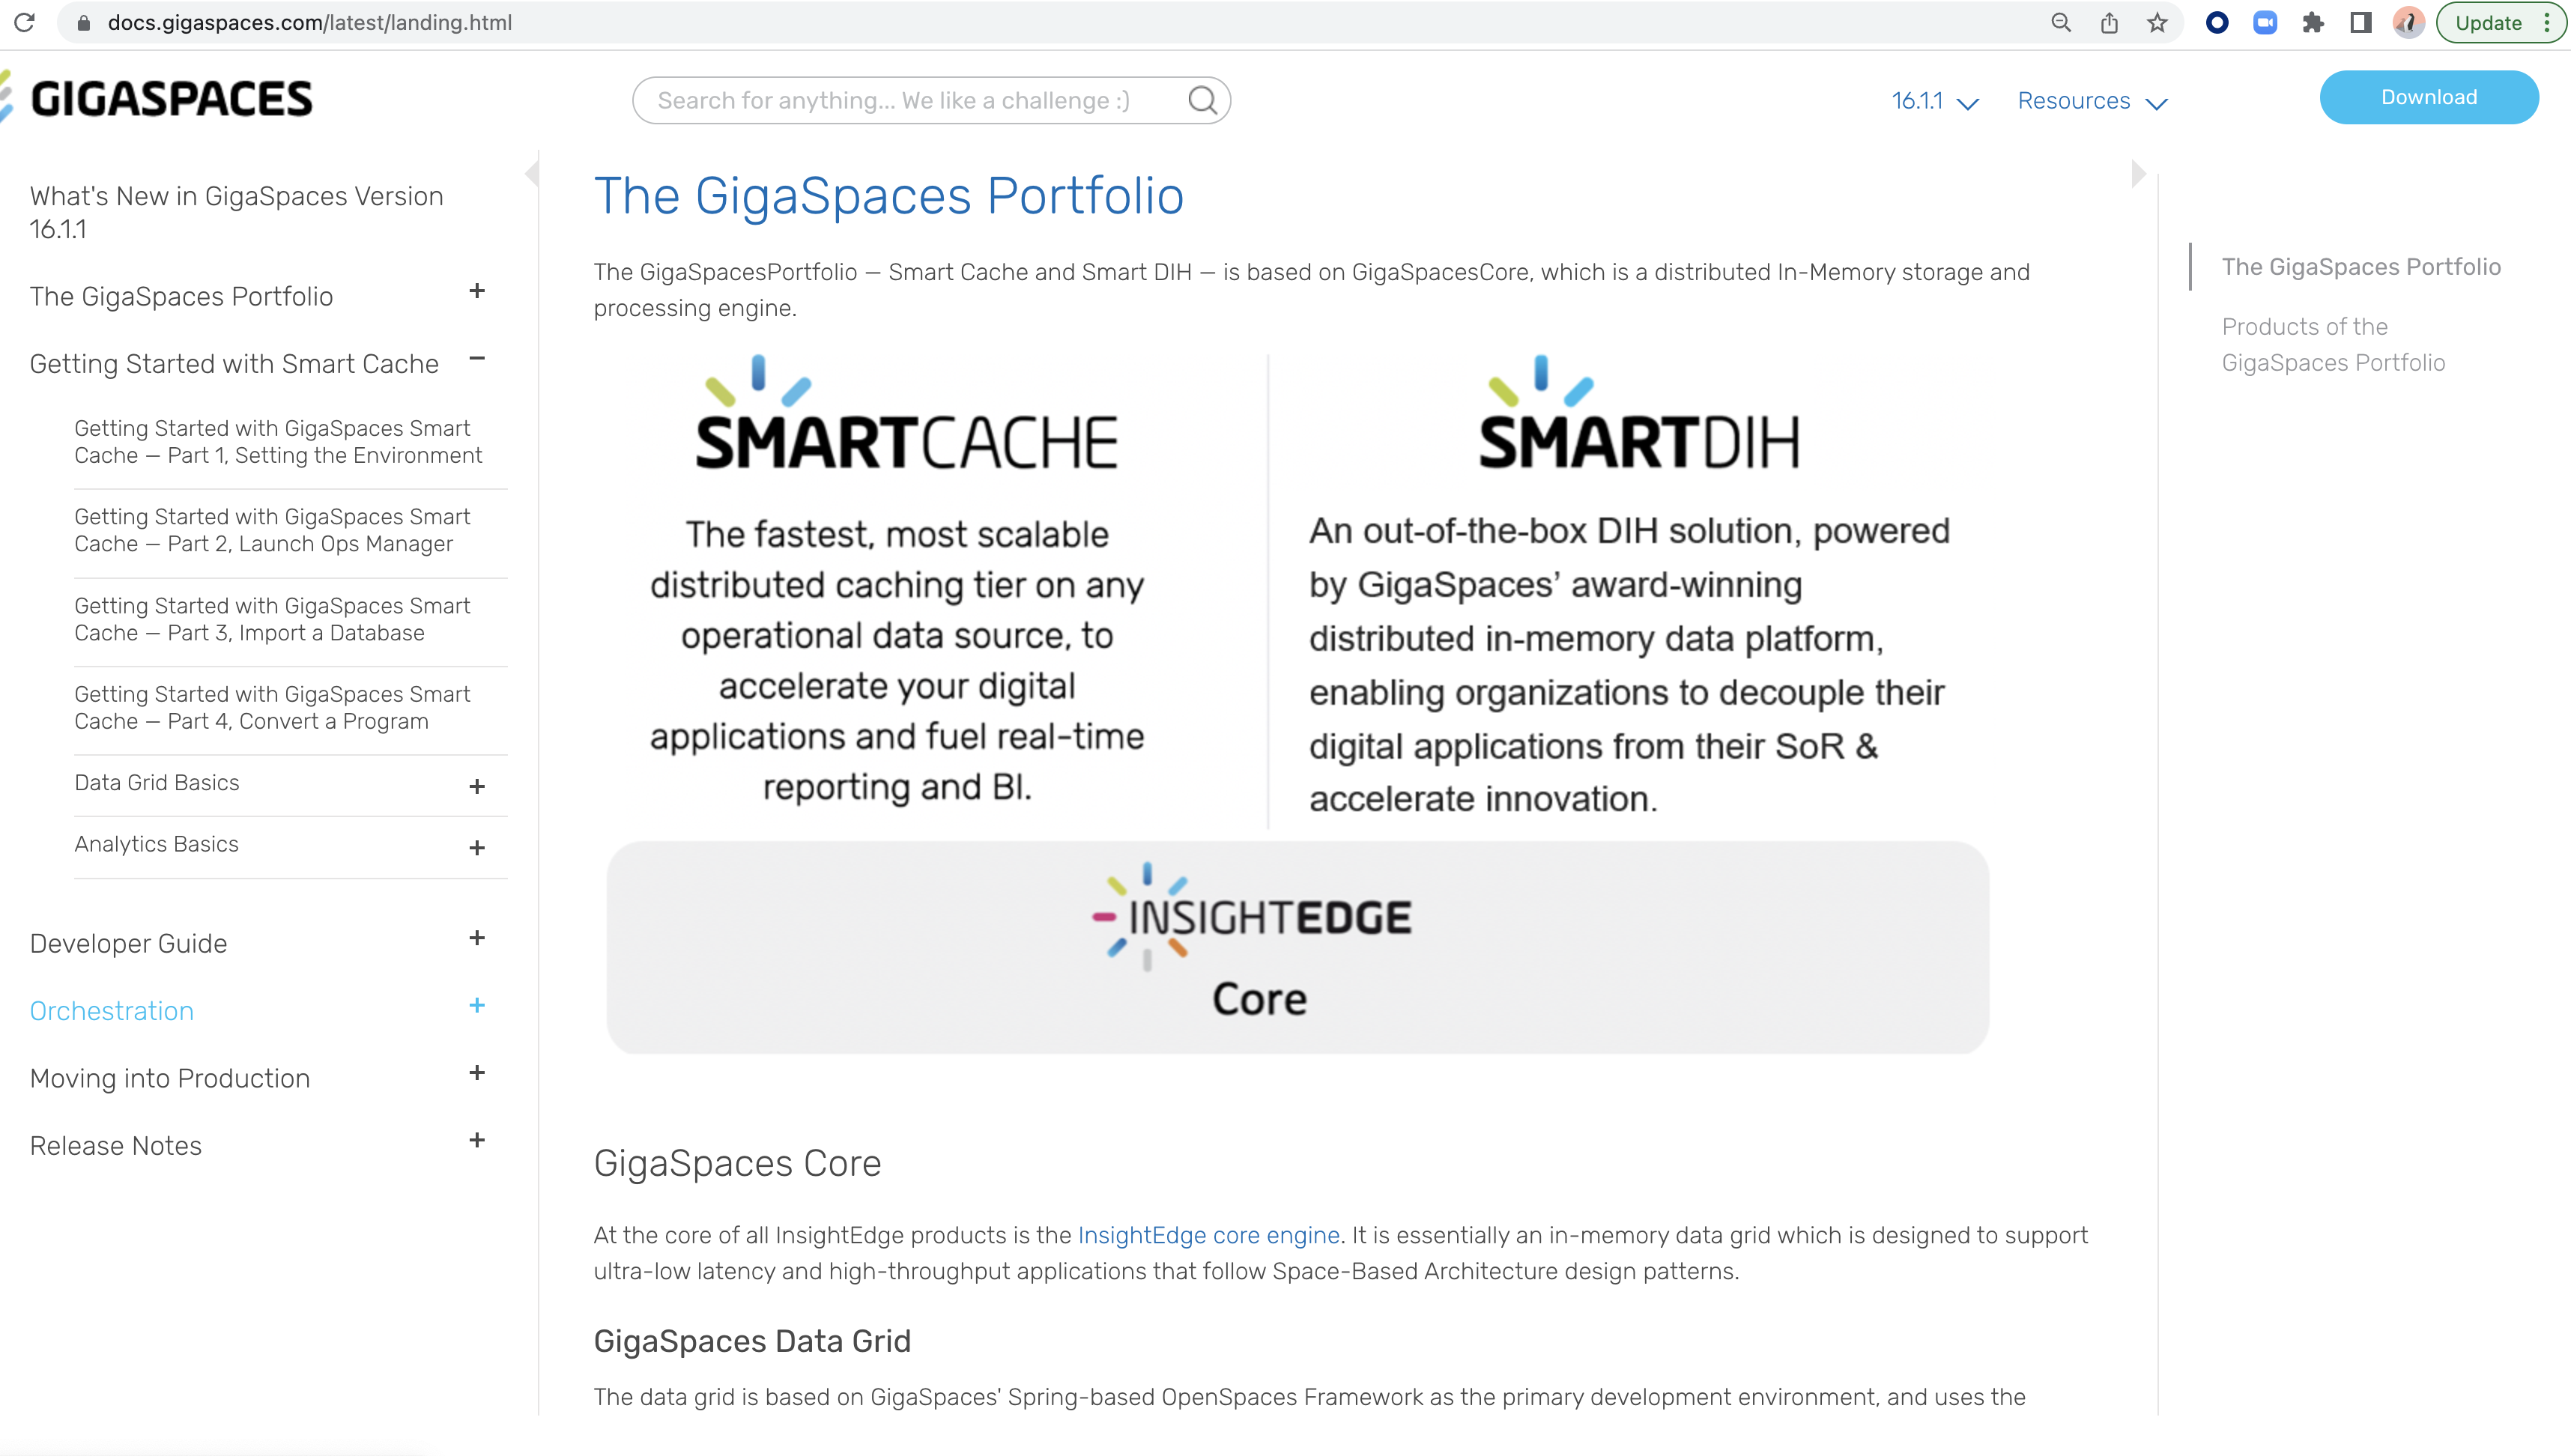 docs.gigaspaces.com/latest/landing.html
Update
GIGASPACES
Search for anything... We like a challenge :)
16.1.1
Resources
Download
What's New in GigaSpaces Version
16.1.1
The GigaSpaces Portfolio
Getting Started with Smart Cache
Getting Started with GigaSpaces Smart
Cache — Part 1, Setting the Environment
Getting Started with GigaSpaces Smart
Cache — Part 2, Launch Ops Manager
Getting Started with GigaSpaces Smart
Cache — Part 3, Import a Database
Getting Started with GigaSpaces Smart
Cache — Part 4, Convert a Program
Data Grid Basics
Analytics Basics
Developer Guide
Orchestration
Moving into Production
Release Notes
The GigaSpaces Portfolio
The GigaSpacesPortfolio — Smart Cache and Smart DIH — is based on GigaSpacesCore, which is a distributed In-Memory storage and
processing engine.
SMARTCACHE
The fastest, most scalable
distributed caching tier on any
operational data source, to
accelerate your digital
applications and fuel real-time
reporting and BI.
SMARTDIH
An out-of-the-box DIH solution, powered
by GigaSpaces’ award-winning
distributed in-memory data platform,
enabling organizations to decouple their
digital applications from their SoR &
accelerate innovation.
INSIGHTEDGE
Core
GigaSpaces Core
At the core of all InsightEdge products is the InsightEdge core engine. It is essentially an in-memory data grid which is designed to support
ultra-low latency and high-throughput applications that follow Space-Based Architecture design patterns.
GigaSpaces Data Grid
The data grid is based on GigaSpaces' Spring-based OpenSpaces Framework as the primary development environment, and uses the
The GigaSpaces Portfolio
Products of the
GigaSpaces Portfolio